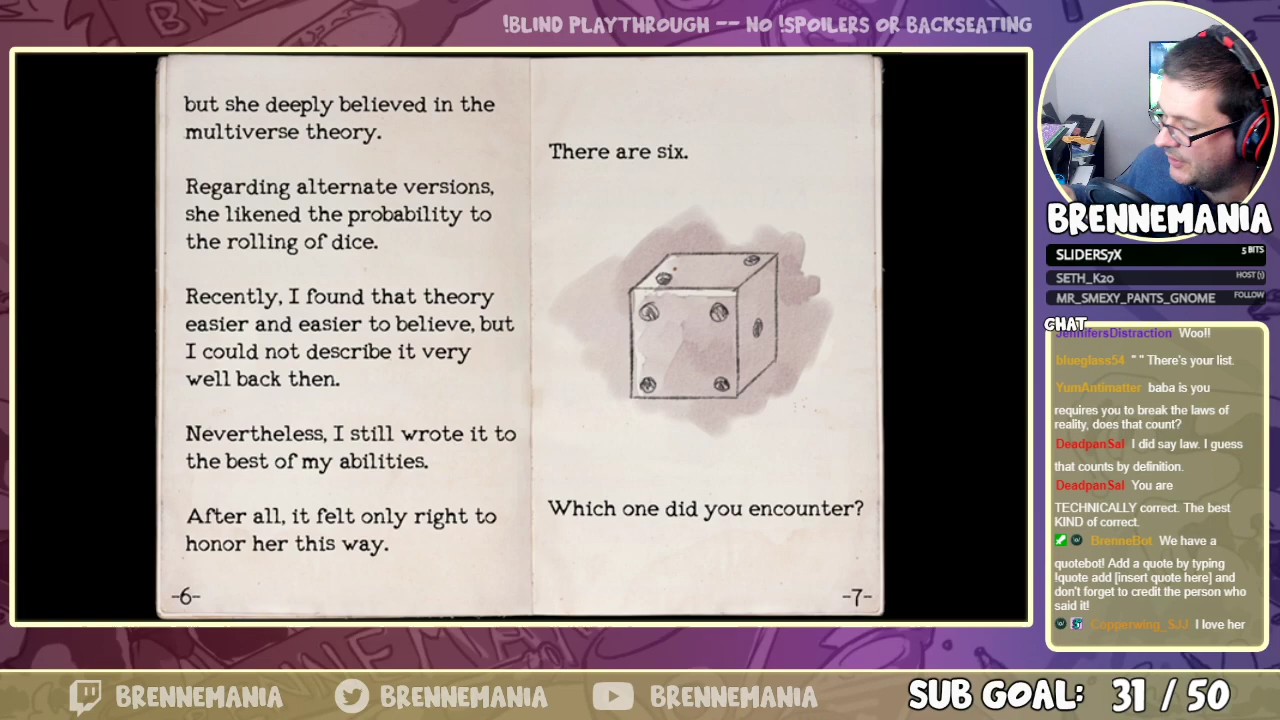 !BLIND PLAYTHROUGH -- NO !SPOILERS OR BACKSEATING
but she deeply believed in the
multiverse theory.
Regarding alternate versions,
she likened the probability to
the rolling of dice.
Recently, I found that theory
easier and easier to believe, but
I could not describe it very
well back then.
Nevertheless, I still wrote it to
the best of my abilities.
After all, it felt only right to
honor her this way.
-6-
There are six.
Which one did you encounter?
-7-
BRENNEMANIA
SLIDERS7X 5 BITS
SETH_K20 HOST (1)
MR_SMEXY_PANTS_GNOME FOLLOW
CHAT
JennifersDistraction Woo!!
blueglass54 " " There's your list.
YumAntimatter baba is you
requires you to break the laws of
reality, does that count?
DeadpanSal I did say law. I guess
that counts by definition.
DeadpanSal You are
TECHNICALLY correct. The best
KIND of correct.
BrenneBot We have a
quotebot! Add a quote by typing
!quote add [insert quote here] and
don't forget to credit the person who
said it!
Copperwing_SJJ I love her
BRENNEMANIA
BRENNEMANIA
BRENNEMANIA
SUB GOAL: 31 / 50